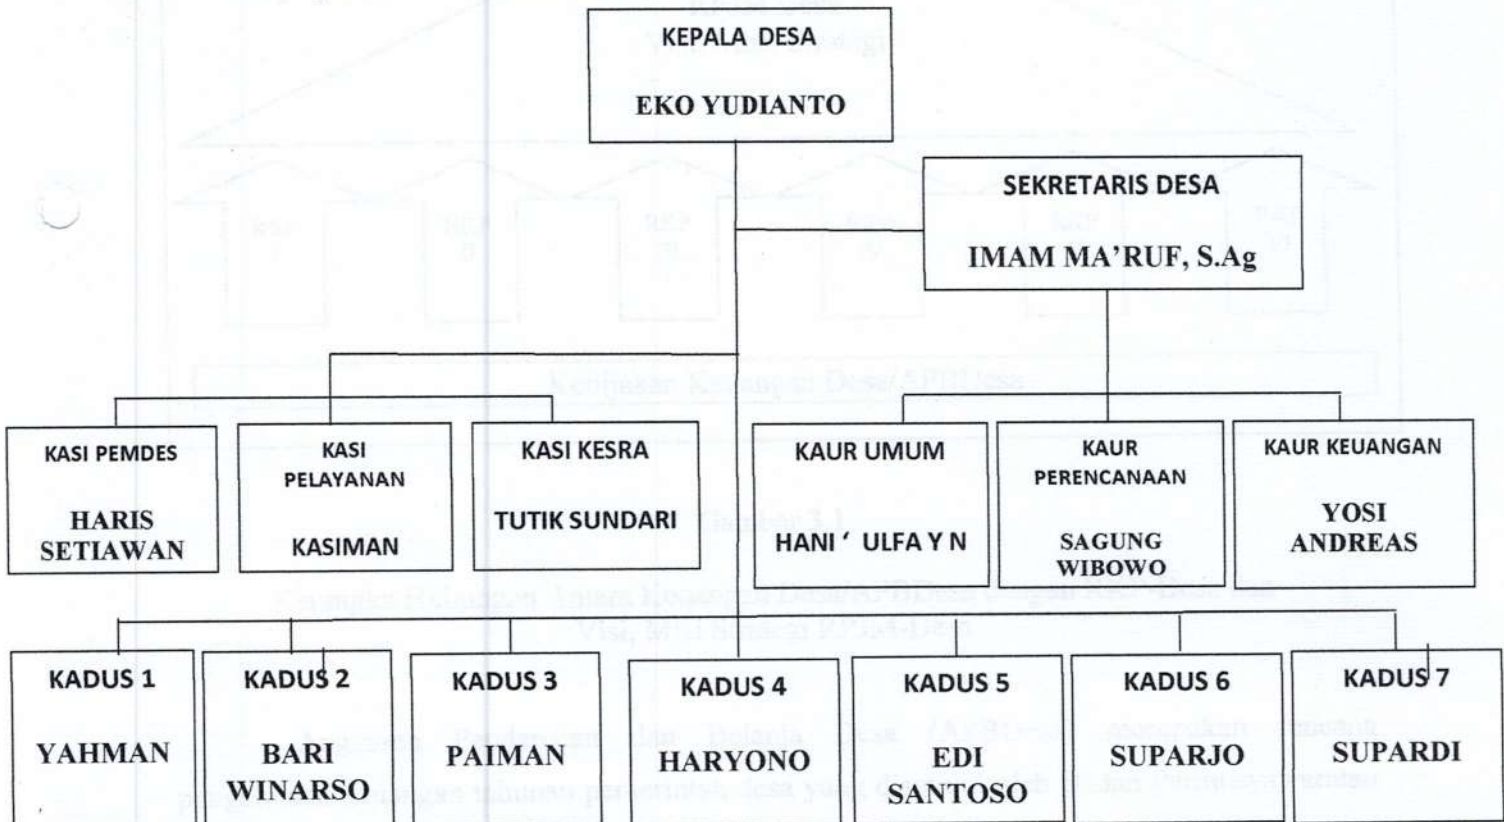 KEPALA DESA
EKO YUDIANTO
SEKRETARIS DESA
IMAM MA’RUF, S.Ag
KASI PEMDES
HARIS
SETIAWAN
KASI
PELAYANAN
KASIMAN
KASI KESRA
TUTIK SUNDARI
KAUR UMUM
HANI ‘ ULFA Y N
KAUR
PERENCANAAN
SAGUNG
WIBOWO
KAUR KEUANGAN
YOSI
ANDREAS
KADUS 1
YAHMAN
KADUS 2
BARI
WINARSO
KADUS 3
PAIMAN
KADUS 4
HARYONO
KADUS 5
EDI
SANTOSO
KADUS 6
SUPARJO
KADUS 7
SUPARDI